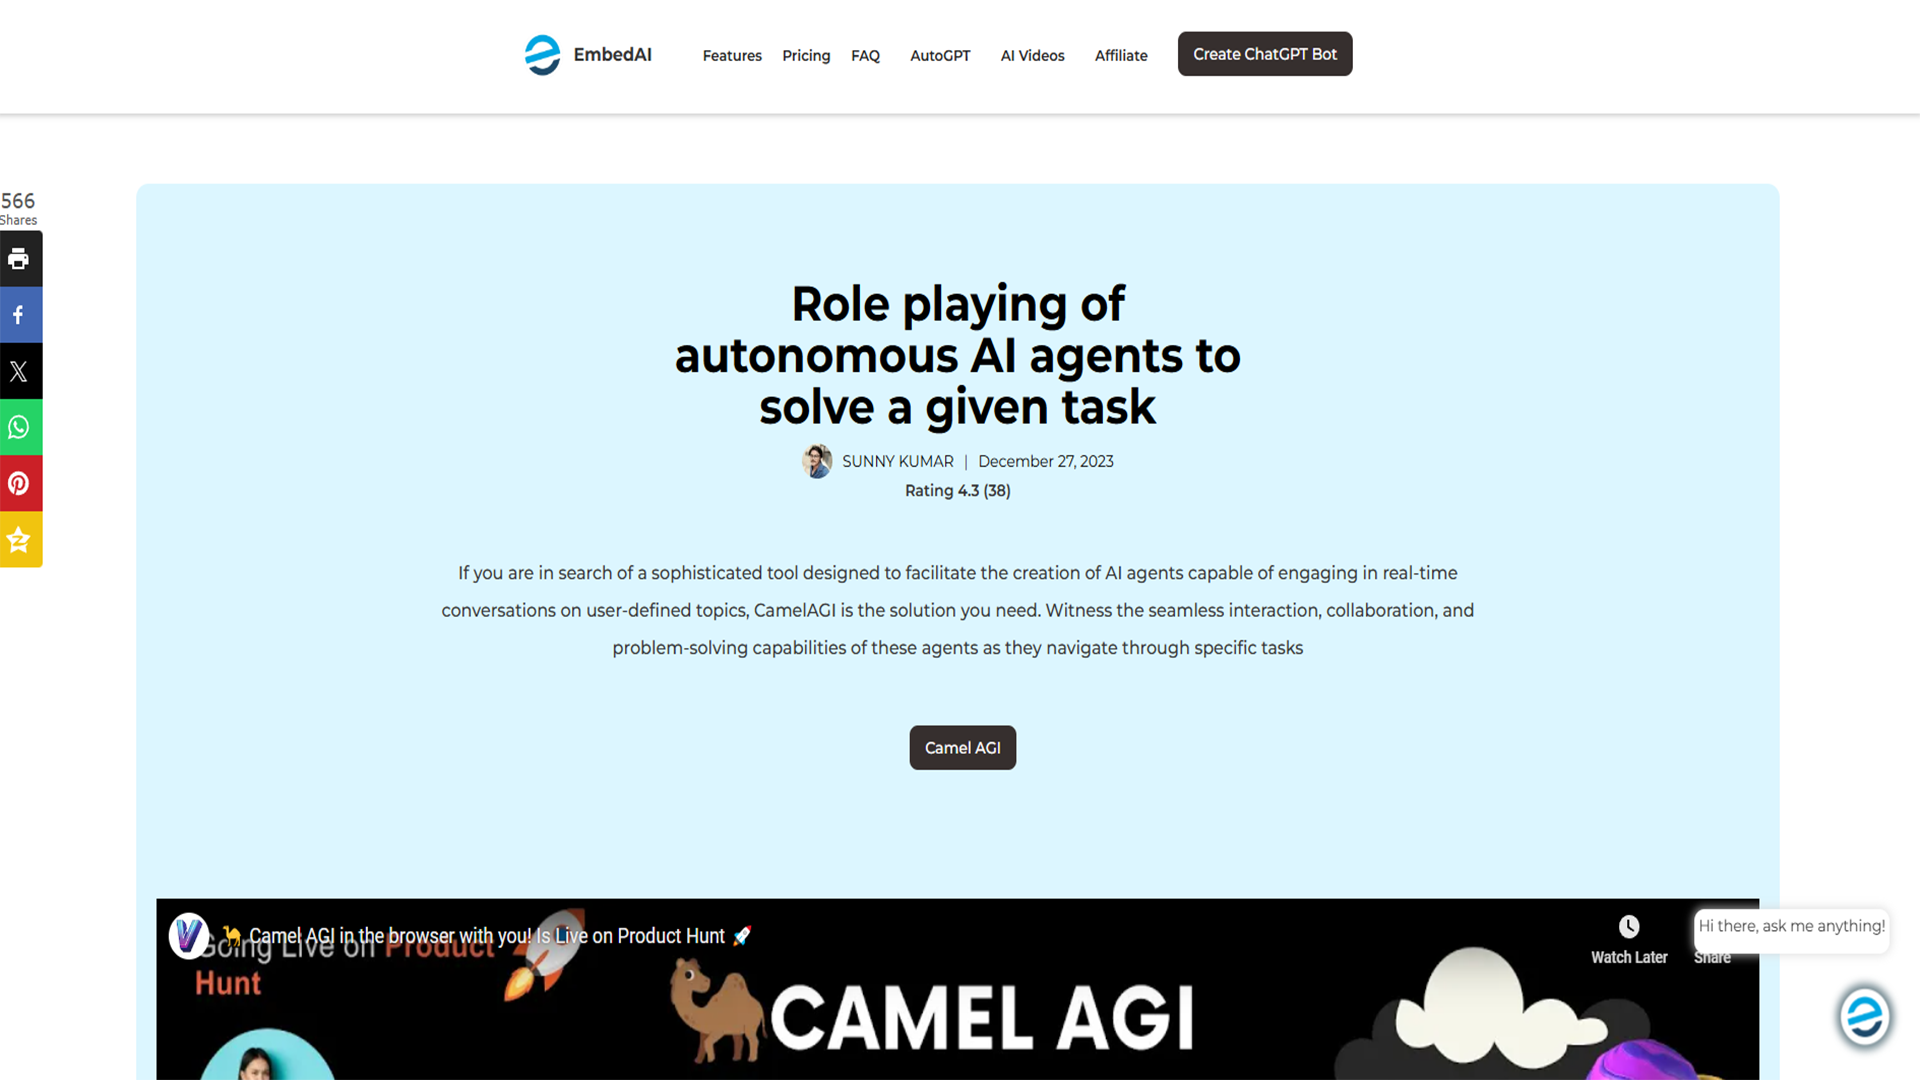 EmbedAI
Features
Pricing
FAQ
AutoGPT
AI Videos
Affiliate
Create ChatGPT Bot
566
Shares
Role playing of
autonomous AI agents to
solve a given task
SUNNY KUMAR | December 27, 2023
Rating 4.3 (38)
If you are in search of a sophisticated tool designed to facilitate the creation of AI agents capable of engaging in real-time
conversations on user-defined topics, CamelAGI is the solution you need. Witness the seamless interaction, collaboration, and
problem-solving capabilities of these agents as they navigate through specific tasks
Camel AGI
🐪 Camel AGI in the browser with you! Is Live on Product Hunt 🚀
Going Live on Product
Hunt
CAMEL AGI
Watch Later
Share
Hi there, ask me anything!